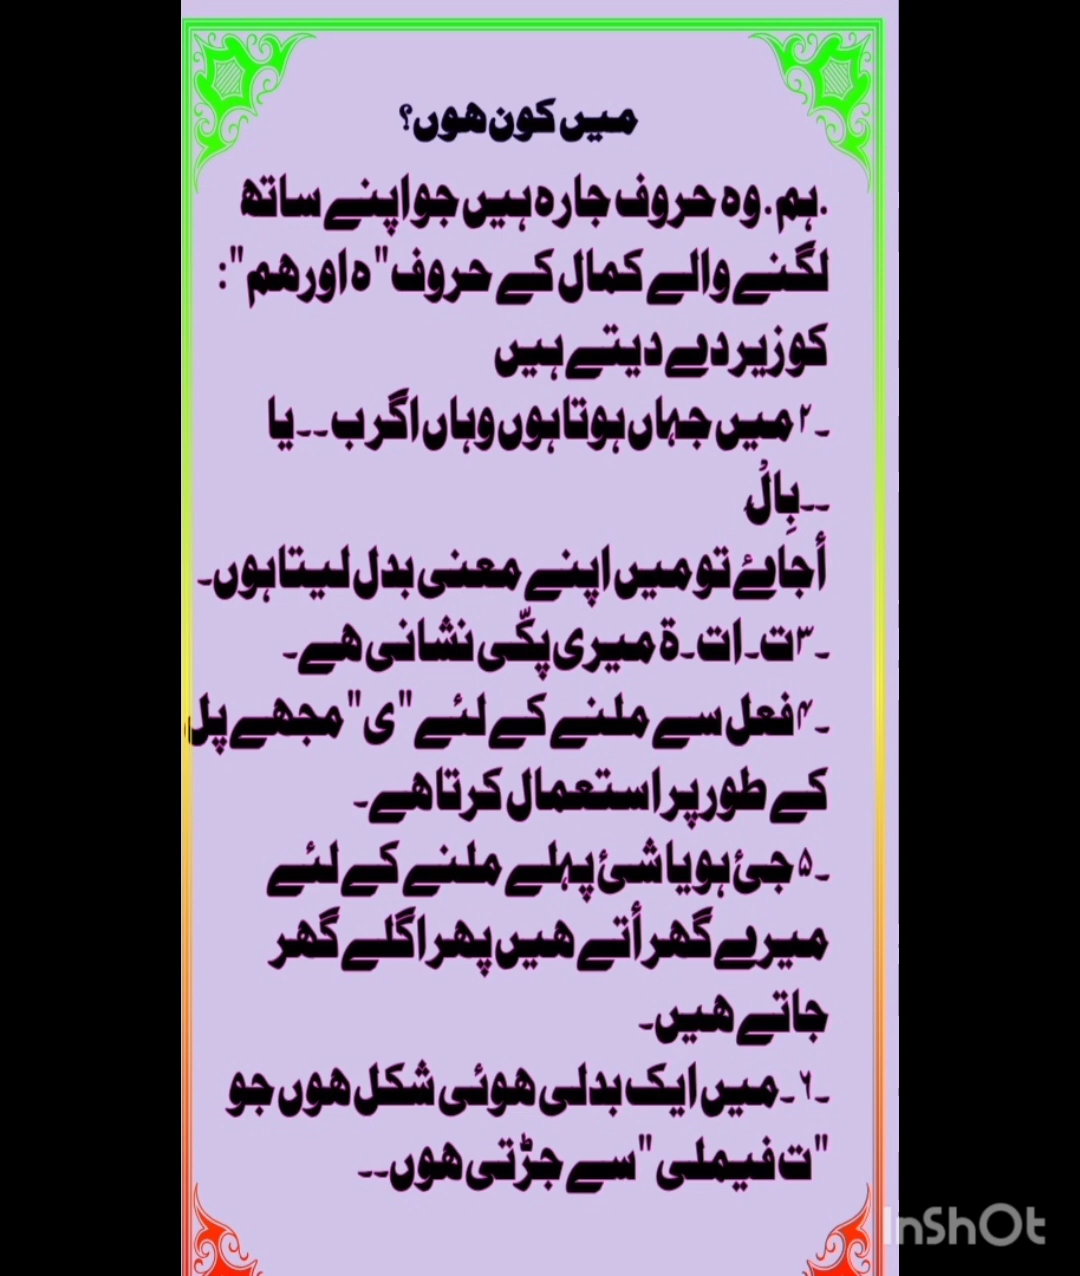 میں کون ھوں؟
.ہم. وہ حروف جارہ ہیں جو اپنے ساتھ
لگنے والے کمال کے حروف "ہ اور ھم":
کو زیر دے دیتے ہیں
۔۲ میں جہاں ہوتا ہوں وہاں اگر ب۔۔یا
۔۔بِالُ
أجائے تو میں اپنے معنی بدل لیتا ہوں۔
۔۳ت۔ات۔ة میری پکّی نشانی ھے۔
۔۴فعل سے ملنے کے لئے "ی" مجھے پل
کے طور پر استعمال کرتا ھے۔
۔۵ جئ ہو یا شئ پہلے ملنے کے لئے
میرے گھر أتے ھیں پھر اگلے گھر
جاتے ھیں۔
۔۶۔میں ایک بدلی ھوئی شکل ھوں جو
"ت فیملی" سے جڑتی ھوں۔۔
InShOt